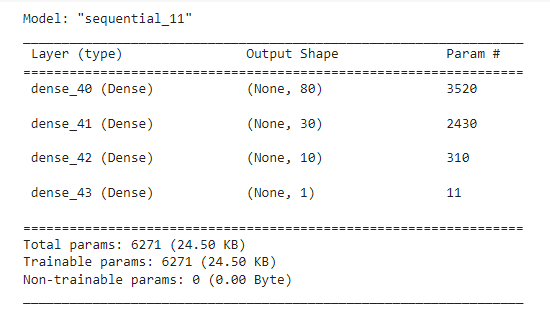 Model: "sequential_11"
_________________________________________________________________
Layer (type) Output Shape Param #
=================================================================
dense_40 (Dense) (None, 80) 3520
dense_41 (Dense) (None, 30) 2430
dense_42 (Dense) (None, 10) 310
dense_43 (Dense) (None, 1) 11
=================================================================
Total params: 6271 (24.50 KB)
Trainable params: 6271 (24.50 KB)
Non-trainable params: 0 (0.00 Byte)
_________________________________________________________________